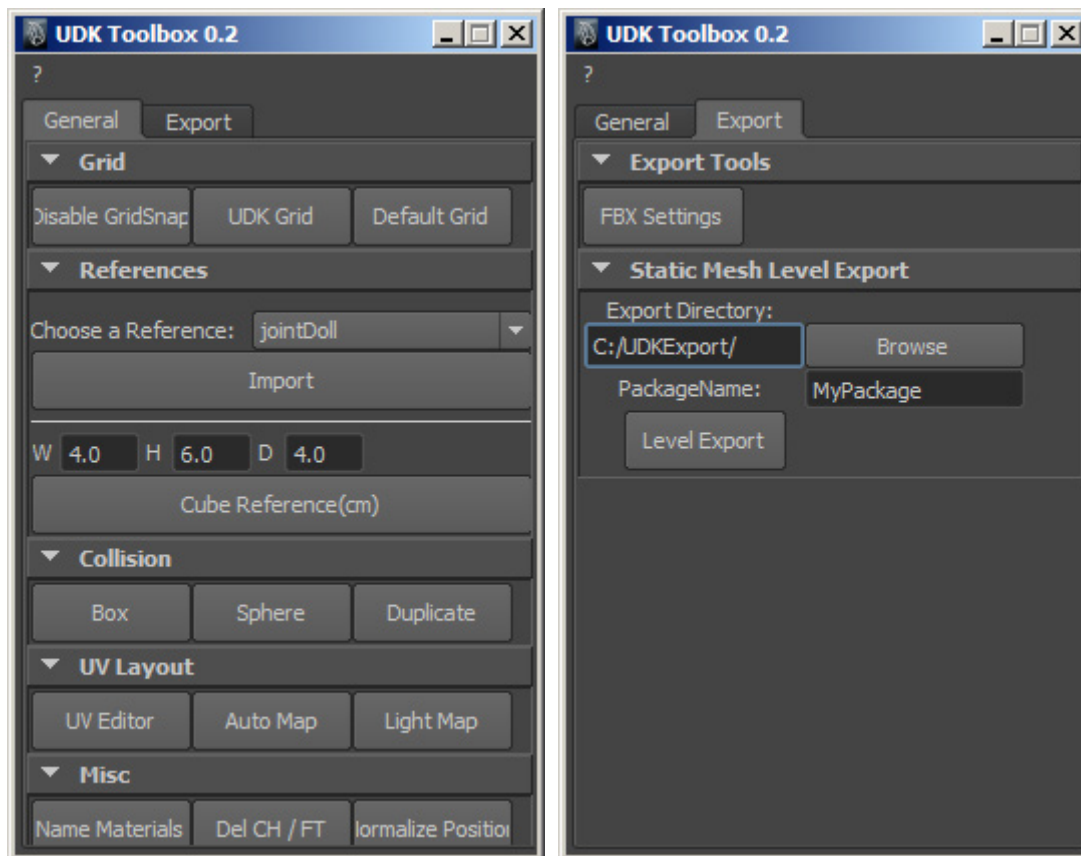 UDK Toolbox 0.2
?
General Export
Grid
Disable GridSnap UDK Grid Default Grid
References
Choose a Reference: jointDoll
Import
W 4.0 H 6.0 D 4.0
Cube Reference(cm)
Collision
Box Sphere Duplicate
UV Layout
UV Editor Auto Map Light Map
Misc
Name Materials Del CH / FT Normalize Position
UDK Toolbox 0.2
?
General Export
Export Tools
FBX Settings
Static Mesh Level Export
Export Directory:
C:/UDKExport/ Browse
PackageName: MyPackage
Level Export